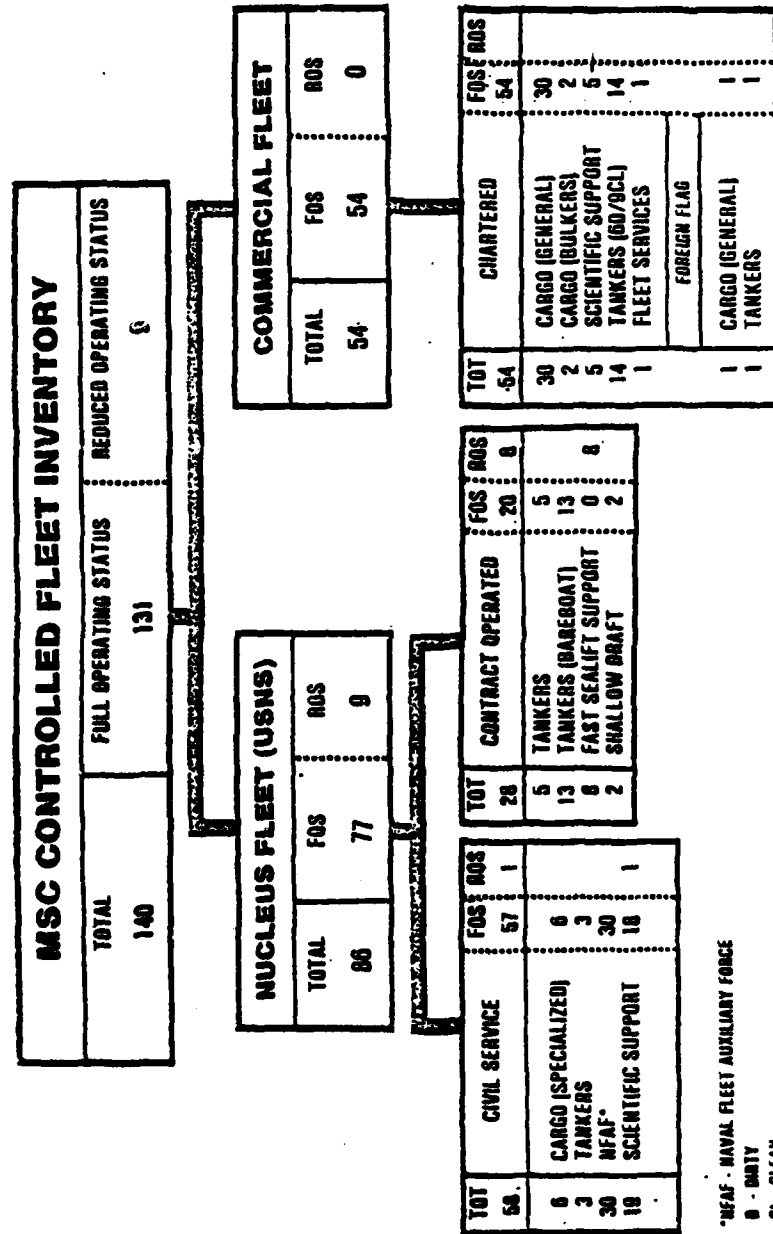 MSC CONTROLLED FLEET INVENTORY
TOTAL FULL OPERATING STATUS REDUCED OPERATING STATUS
140 131
NUCLEUS FLEET (USNS)
TOTAL FOS ROS
86 77 9
COMMERCIAL FLEET
TOTAL FOS ROS
54 54 0
TOT CIVIL SERVICE FOS ROS
58 57 1
6 CARGO (SPECIALIZED) 6
3 TANKERS 3
30 NFAF* 30
19 SCIENTIFIC SUPPORT 18 1
TOT CONTRACT OPERATED FOS ROS
28 20 8
5 TANKERS 5
13 TANKERS (BAREBOAT) 13
8 FAST SEALIFT SUPPORT 0 8
2 SHALLOW DRAFT 2
TOT CHARTERED FOS ROS
54 54
30 CARGO (GENERAL) 30
2 CARGO (BULKERS) 2
5 SCIENTIFIC SUPPORT 5
14 TANKERS (6D/9CL) 14
1 FLEET SERVICES 1
FOREIGN FLAG
1 CARGO (GENERAL) 1
1 TANKERS 1
*NFAF - NAVAL FLEET AUXILIARY FORCE
D - DIRTY
CL - CLEAN